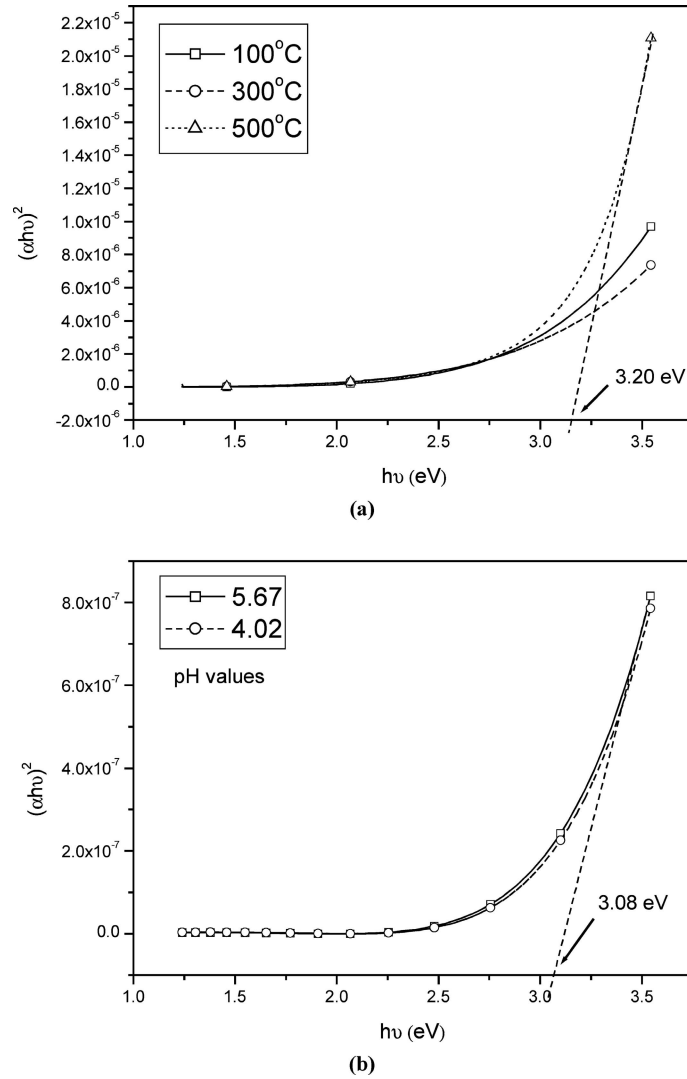 2.2x10⁻⁵
2.0x10⁻⁵
1.8x10⁻⁵
1.6x10⁻⁵
1.4x10⁻⁵
1.2x10⁻⁵
1.0x10⁻⁵
8.0x10⁻⁶
6.0x10⁻⁶
4.0x10⁻⁶
2.0x10⁻⁶
0.0
-2.0x10⁻⁶
(αhυ)²
100°C
300°C
500°C
3.20 eV
1.0 1.5 2.0 2.5 3.0 3.5
hυ (eV)
(a)
8.0x10⁻⁷
6.0x10⁻⁷
4.0x10⁻⁷
2.0x10⁻⁷
0.0
(αhυ)²
5.67
4.02
pH values
3.08 eV
1.0 1.5 2.0 2.5 3.0 3.5
hυ (eV)
(b)